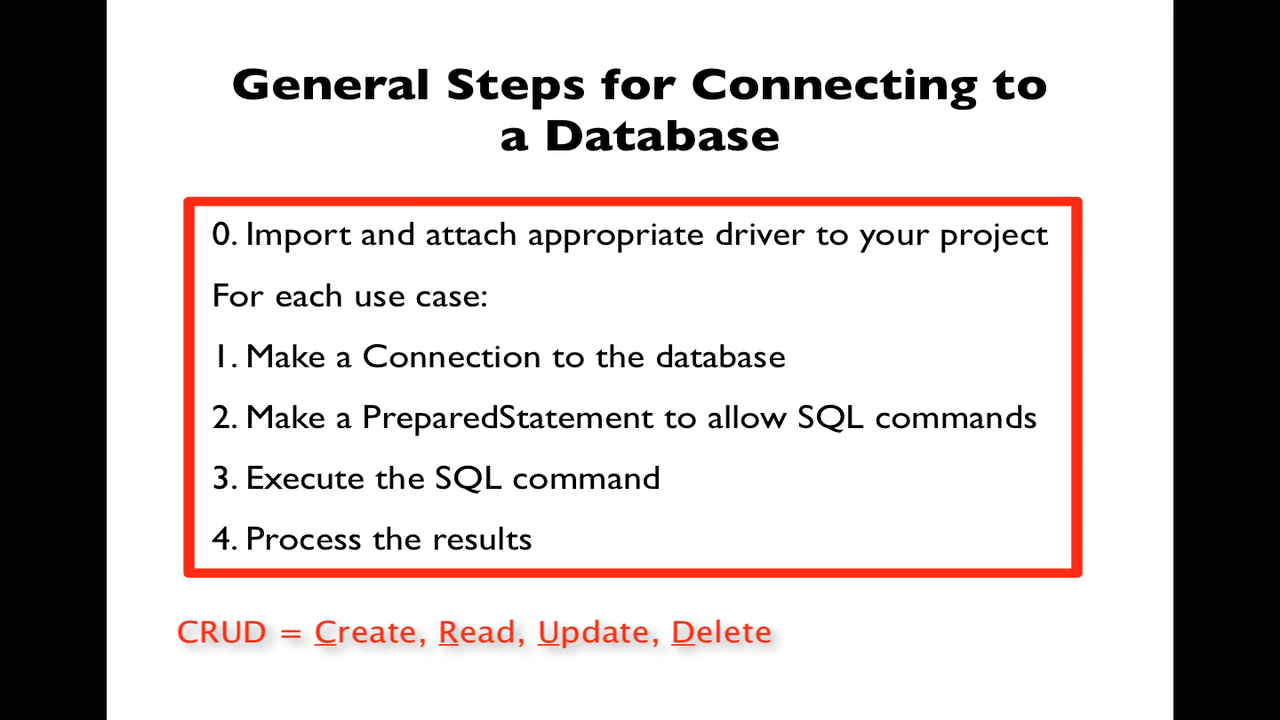 General Steps for Connecting to
a Database
0. Import and attach appropriate driver to your project
For each use case:
1. Make a Connection to the database
2. Make a PreparedStatement to allow SQL commands
3. Execute the SQL command
4. Process the results
CRUD = Create, Read, Update, Delete